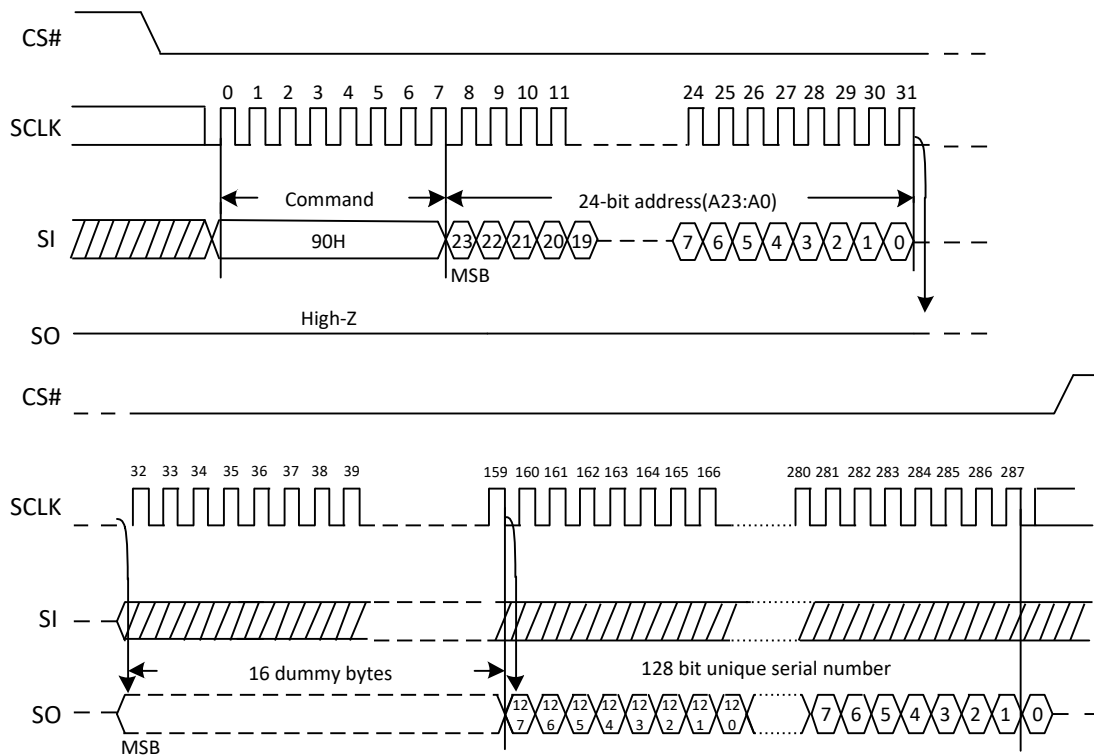 CS#
0 1 2 3 4 5 6 7 8 9 10 11 24 25 26 27 28 29 30 31
SCLK
Command 24-bit address(A23:A0)
SI 90H 23 22 21 20 19 7 6 5 4 3 2 1 0
MSB
High-Z
SO
CS#
32 33 34 35 36 37 38 39 159 160 161 162 163 164 165 166 280 281 282 283 284 285 286 287
SCLK
SI
16 dummy bytes 128 bit unique serial number
SO 127 126 125 124 123 122 121 120 7 6 5 4 3 2 1 0
MSB